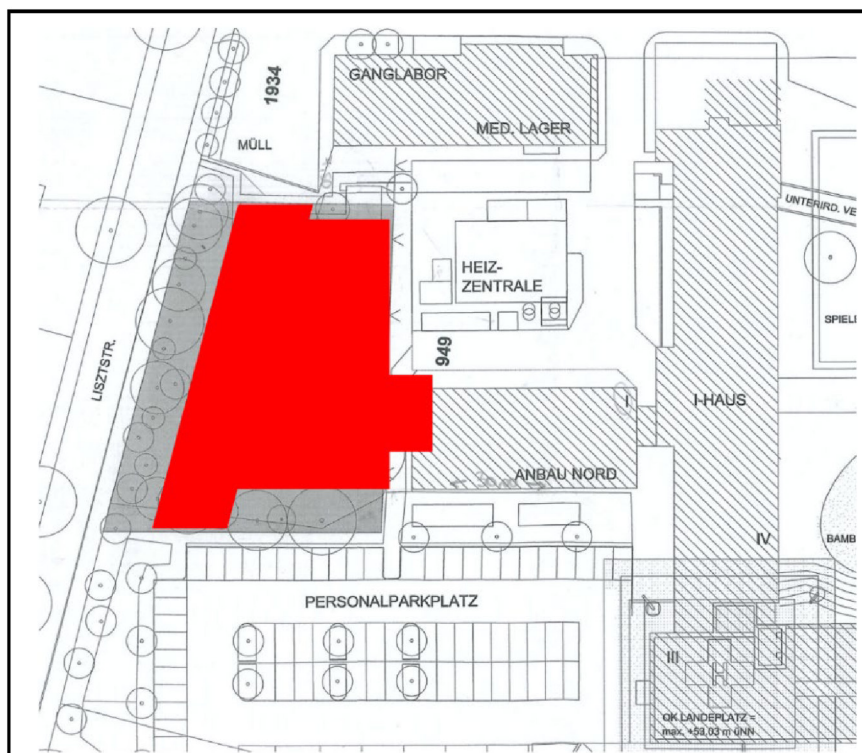 GANGLABOR
1934
MED. LAGER
MÜLL
UNTERIRD. VE
HEIZ-
ZENTRALE
SPIELI
949
LISZTSTR.
I
I-HAUS
ANBAU NORD
30m
IV
BAMB
PERSONALPARKPLATZ
III
H
OK LANDEPLATZ =
max. +53,03 m üNN